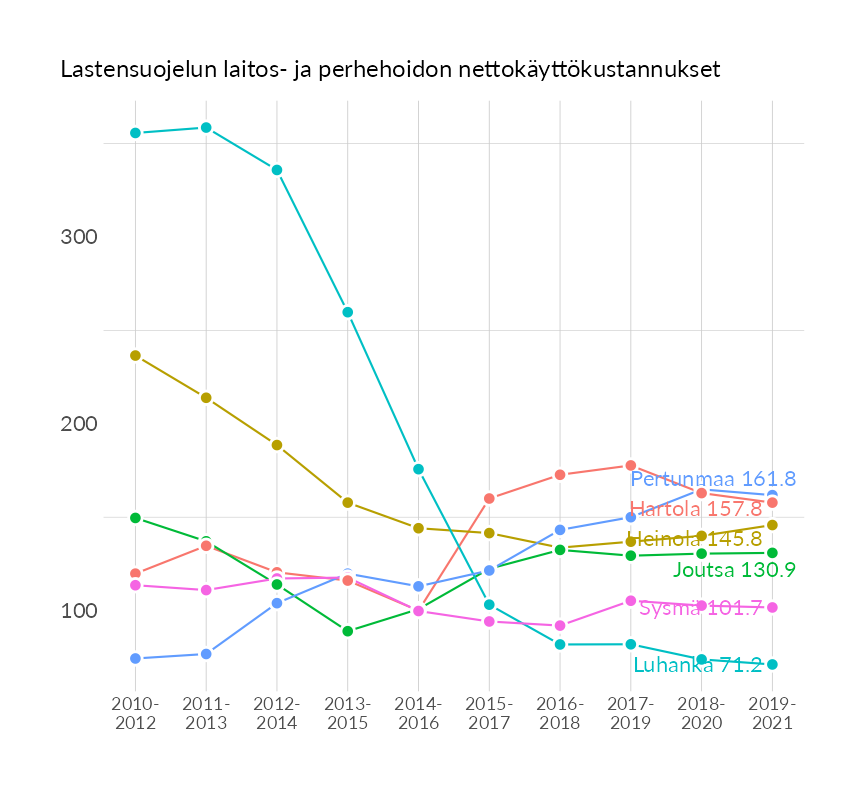 Lastensuojelun laitos- ja perhehoidon nettokäyttökustannukset
300
200
100
Pertunmaa 161.8
Hartola 157.8
Heinola 145.8
Joutsa 130.9
Sysmä 101.7
Luhanka 71.2
2010- 2011- 2012- 2013- 2014- 2015- 2016- 2017- 2018- 2019-
2012 2013 2014 2015 2016 2017 2018 2019 2020 2021